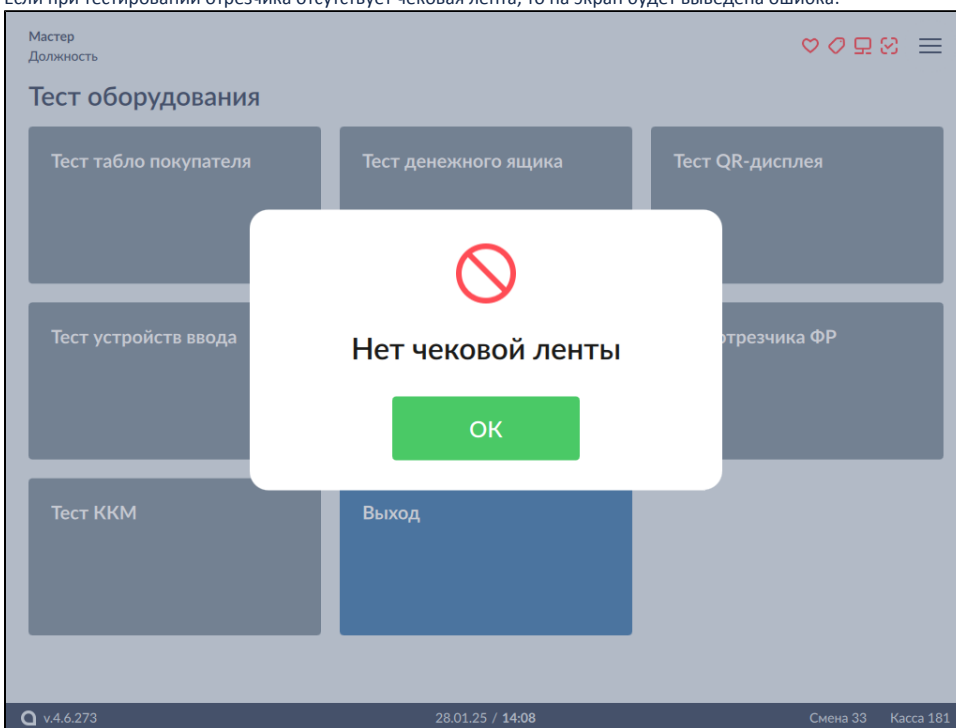 Если при тестировании отрезчика отсутствует чековая лента, то на экран будет выведена ошибка:
Мастер
Должность
Тест оборудования
Тест табло покупателя
Тест денежного ящика
Тест QR-дисплея
Тест устройств ввода
отрезчика ФР
Нет чековой ленты
ОК
Тест ККМ
Выход
v.4.6.273
28.01.25 / 14:08
Смена 33
Касса 181